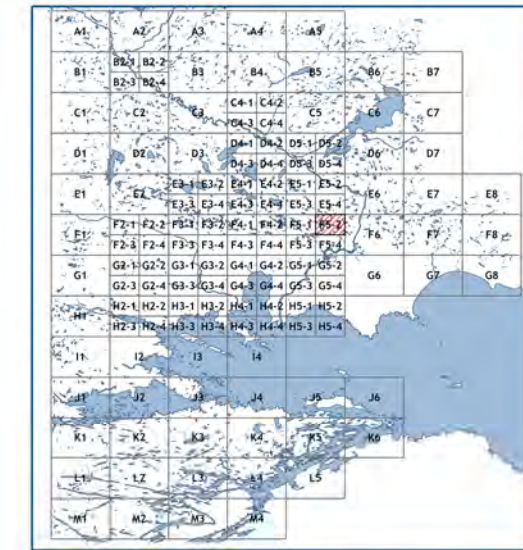 A1 A2 A3 A4 A5
B2-1 B2-2
B1 B3 B4 B5 B6 B7
B2-3 B2-4
C4-1 C4-2
C1 C2 C3 C5 C6 C7
C4-3 C4-4
D4-1 D4-2 D5-1 D5-2
D1 D2 D3 D6 D7
D4-3 D4-4 D5-3 D5-4
E3-1 E3-2 E4-1 E4-2 E5-1 E5-2
E1 E2 E6 E7 E8
E3-3 E3-4 E4-3 E4-4 E5-3 E5-4
F2-1 F2-2 F3-1 F3-2 F4-1 F4-2 F5-1 F5-2
F1 F6 F7 F8
F2-3 F2-4 F3-3 F3-4 F4-3 F4-4 F5-3 F5-4
G2-1 G2-2 G3-1 G3-2 G4-1 G4-2 G5-1 G5-2
G1 G6 G7 G8
G2-3 G2-4 G3-3 G3-4 G4-3 G4-4 G5-3 G5-4
H2-1 H2-2 H3-1 H3-2 H4-1 H4-2 H5-1 H5-2
H1
H2-3 H2-4 H3-3 H3-4 H4-3 H4-4 H5-3 H5-4
I1 I2 I3 I4
J1 J2 J3 J4 J5 J6
K1 K2 K3 K4 K5 K6
L1 L2 L3 L4 L5
M1 M2 M3 M4